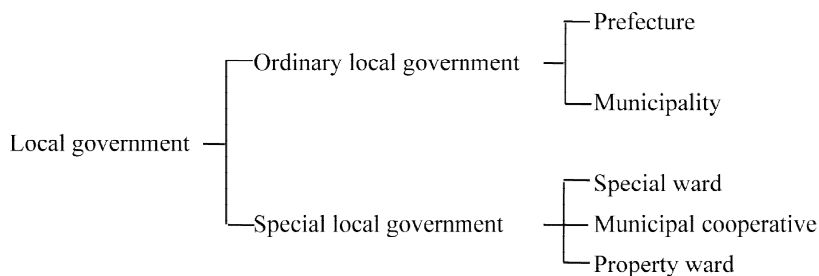 Prefecture
Ordinary local government
Municipality
Local government
Special ward
Special local government
Municipal cooperative
Property ward